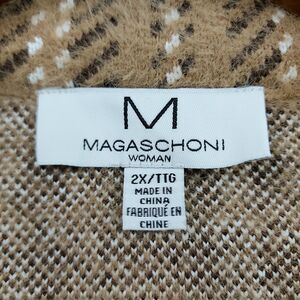 M
MAGASCHONI
WOMAN
2X/TTG
MADE IN
CHINA
FABRIQUÉ EN
CHINE